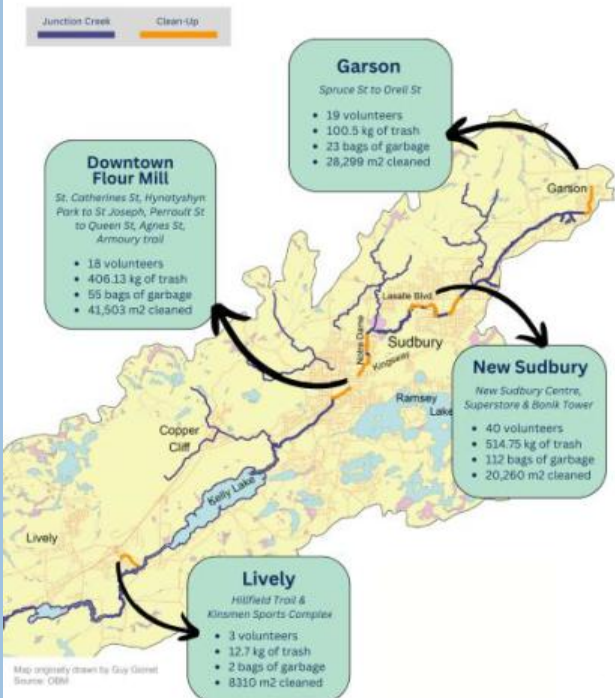 Junction Creek
Clean-Up
Garson
Spruce St to Orell St
• 19 volunteers
• 100.5 kg of trash
• 23 bags of garbage
• 28,299 m2 cleaned
Downtown
Flour Mill
St. Catherines St, Hynatyshyn
Park to St Joseph, Perrault St
to Queen St, Agnes St,
Armoury trail
• 18 volunteers
• 406.13 kg of trash
• 55 bags of garbage
• 41,503 m2 cleaned
Garson
Lasalle Blvd.
Notre Dame
Kingsway
Sudbury
Ramsey
Lake
New Sudbury
New Sudbury Centre,
Superstore & Bonik Tower
• 40 volunteers
• 514.75 kg of trash
• 112 bags of garbage
• 20,260 m2 cleaned
Copper
Cliff
Kelly Lake
Lively
Lively
Hillfield Trail &
Kinsmen Sports Complex
• 3 volunteers
• 12.7 kg of trash
• 2 bags of garbage
• 8310 m2 cleaned
Map originally drawn by Guy
Source: OBM